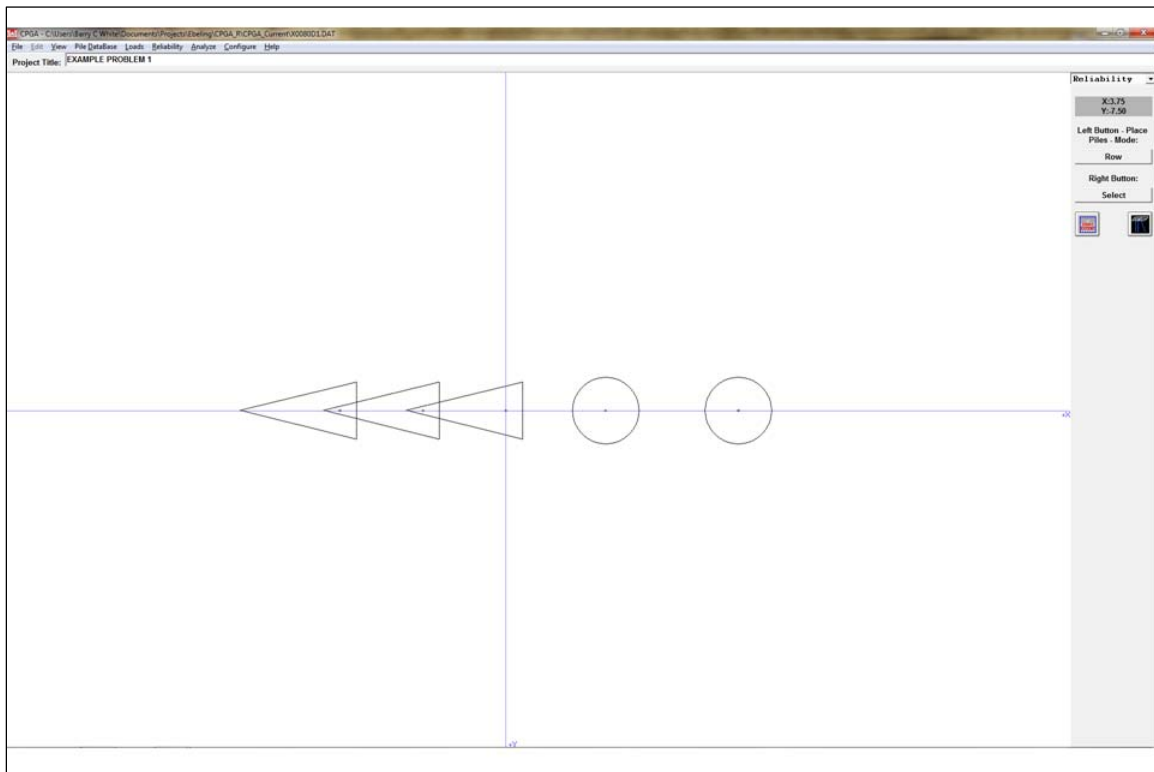 CPGA - C:\Users\Barry C White\Documents\Projects\Ebeling\CPGA_R\CPGA_Current\X0080D1.DAT
File Edit View Pile DataBase Loads Reliability Analyze Configure Help
Project Title: EXAMPLE PROBLEM 1
Reliability
X:3.75
Y:-7.50
Left Button - Place
Piles - Mode:
Row
Right Button:
Select
+X
+Y